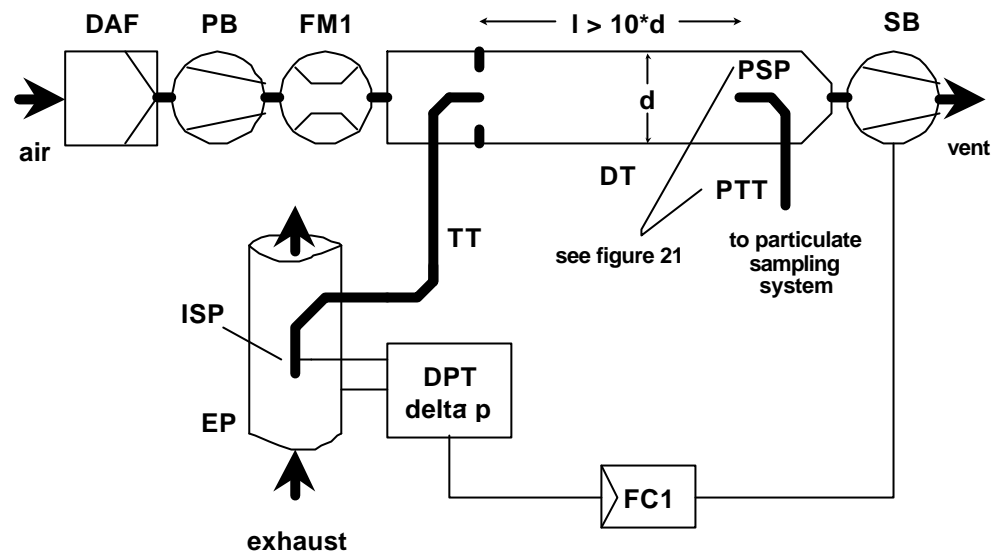 DAF
PB
FM1
l > 10*d
SB
PSP
d
air
vent
DT
PTT
TT
see figure 21
to particulate
sampling
system
ISP
DPT
delta p
EP
FC1
exhaust